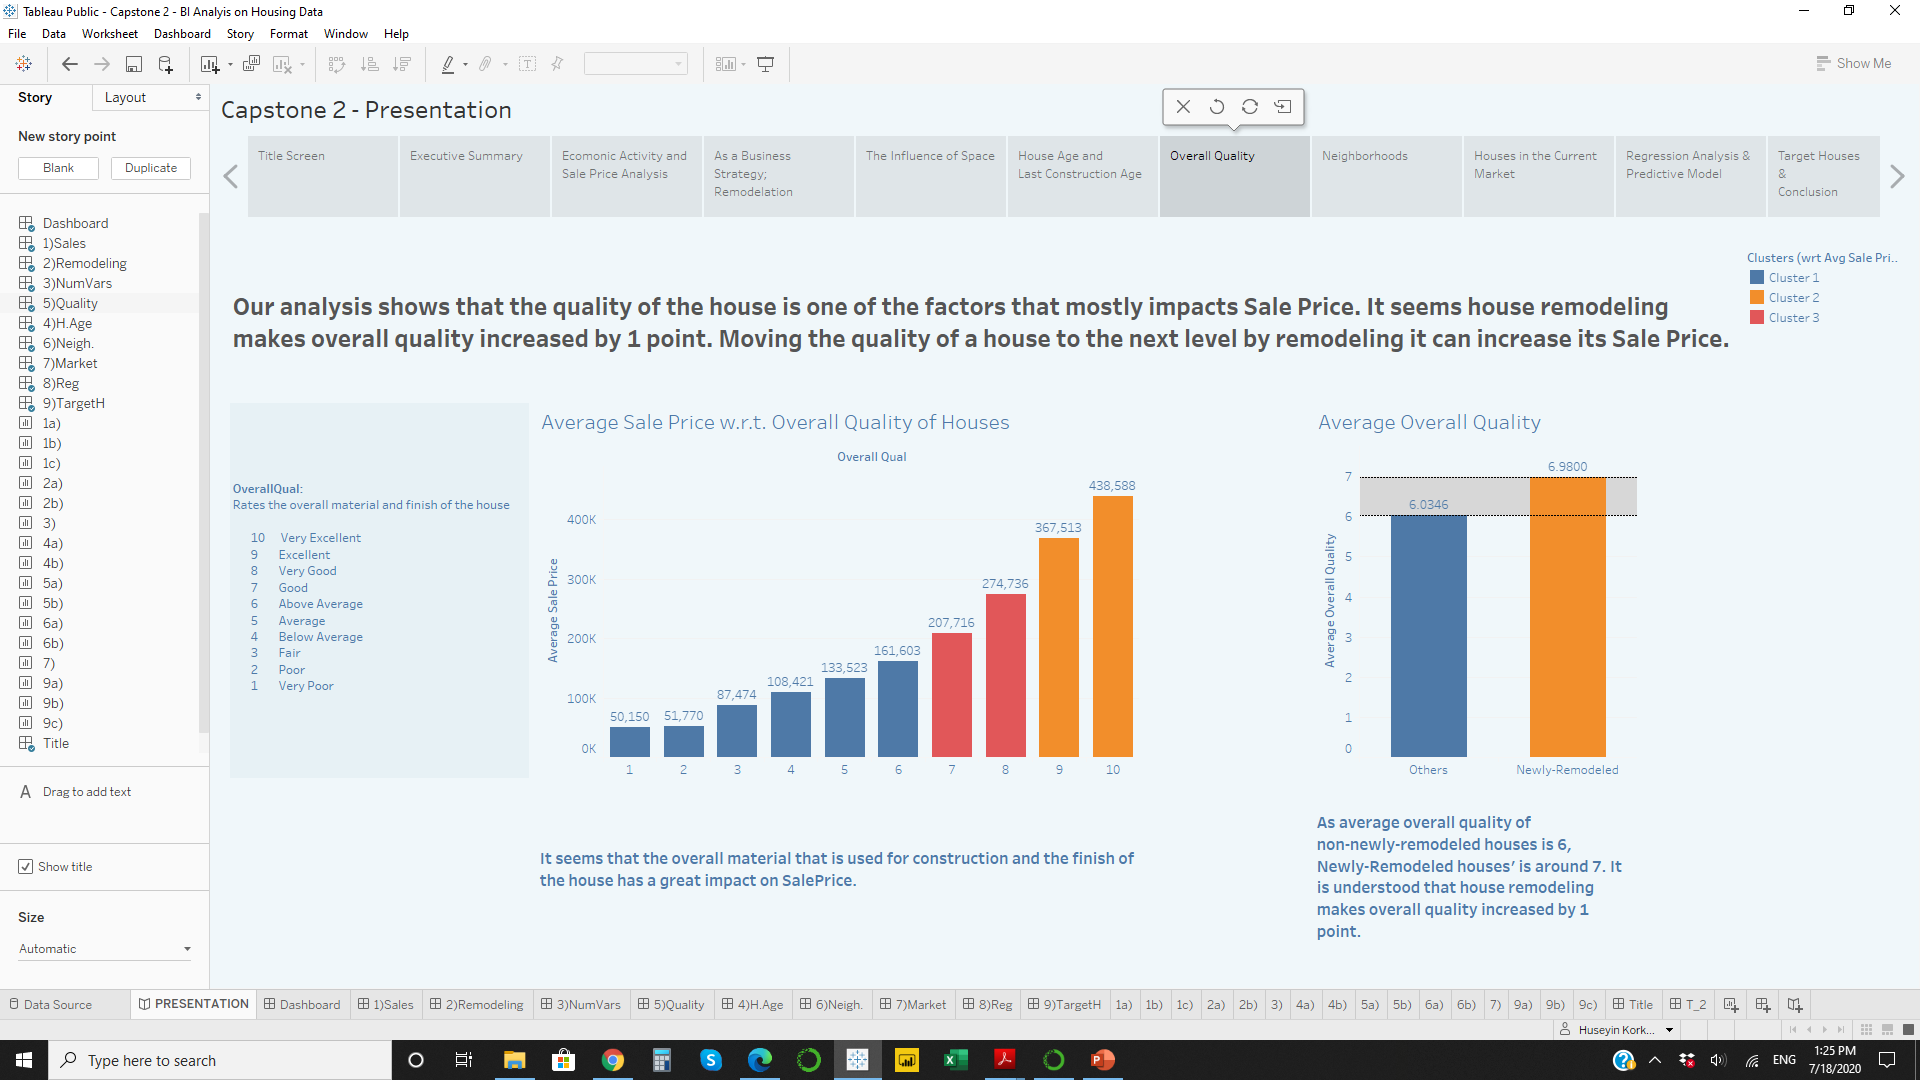 Tableau Public - Capstone 2 - BI Analyis on Housing Data
File Data Worksheet Dashboard Story Format Window Help
Show Me
Story
Layout
New story point
Blank
Duplicate
Dashboard
1)Sales
2)Remodeling
3)NumVars
5)Quality
4)H.Age
6)Neigh.
7)Market
8)Reg
9)TargetH
1a)
1b)
1c)
2a)
2b)
3)
4a)
4b)
5a)
5b)
6a)
6b)
7)
9a)
9b)
9c)
Title
A Drag to add text
Show title
Size
Automatic
Capstone 2 - Presentation
Title Screen
Executive Summary
Ecomonic Activity and
Sale Price Analysis
As a Business
Strategy;
Remodelation
The Influence of Space
House Age and
Last Construction Age
Overall Quality
Neighborhoods
Houses in the Current
Market
Regression Analysis &
Predictive Model
Target Houses
&
Conclusion
Our analysis shows that the quality of the house is one of the factors that mostly impacts Sale Price. It seems house remodeling
makes overall quality increased by 1 point. Moving the quality of a house to the next level by remodeling it can increase its Sale Price.
Clusters (wrt Avg Sale Pri..
Cluster 1
Cluster 2
Cluster 3
OverallQual:
Rates the overall material and finish of the house
10 Very Excellent
9 Excellent
8 Very Good
7 Good
6 Above Average
5 Average
4 Below Average
3 Fair
2 Poor
1 Very Poor
Average Sale Price w.r.t. Overall Quality of Houses
Overall Qual
Average Sale Price
400K
300K
200K
100K
0K
50,150
51,770
87,474
108,421
133,523
161,603
207,716
274,736
367,513
438,588
1 2 3 4 5 6 7 8 9 10
It seems that the overall material that is used for construction and the finish of
the house has a great impact on SalePrice.
Average Overall Quality
Average Overall Quality
7
6
5
4
3
2
1
0
6.0346
6.9800
Others
Newly-Remodeled
As average overall quality of
non-newly-remodeled houses is 6,
Newly-Remodeled houses’ is around 7. It
is understood that house remodeling
makes overall quality increased by 1
point.
Data Source PRESENTATION Dashboard 1)Sales 2)Remodeling 3)NumVars 5)Quality 4)H.Age 6)Neigh. 7)Market 8)Reg 9)TargetH 1a) 1b) 1c) 2a) 2b) 3) 4a) 4b) 5a) 5b) 6a) 6b) 7) 9a) 9b) 9c) Title T_2
Huseyin Kork...
Type here to search
ENG
1:25 PM
7/18/2020